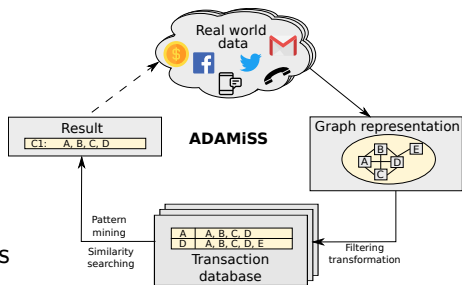 Real world
data
$
Result
C1: A, B, C, D
ADAMiSS
Graph representation
B
E
A
D
C
Pattern
mining
Similarity
searching
A A, B, C, D
D A, B, C, D, E
Transaction
database
Filtering
transformation
s